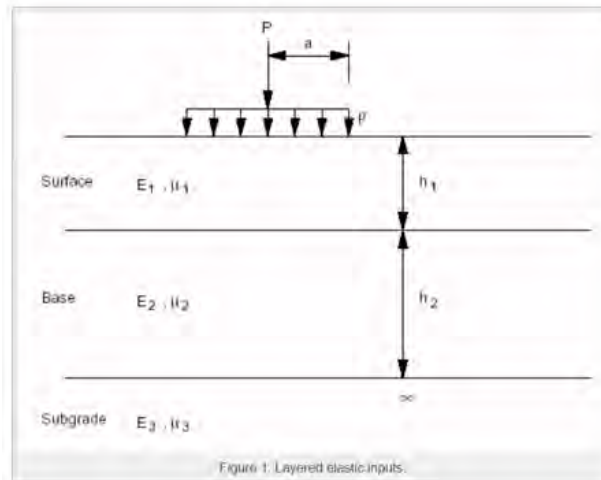 P
a
p
Surface E₁ , μ₁ h₁
Base E₂ , μ₂ h₂
∞
Subgrade E₃ , μ₃
Figure 1. Layered elastic inputs.